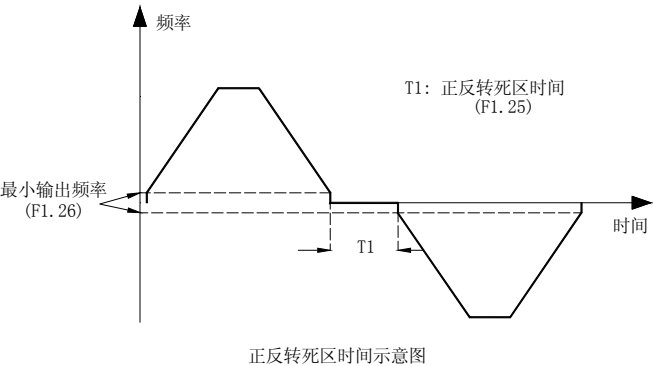 频率
T1: 正反转死区时间
(F1.25)
最小输出频率
(F1.26)
时间
T1
正反转死区时间示意图